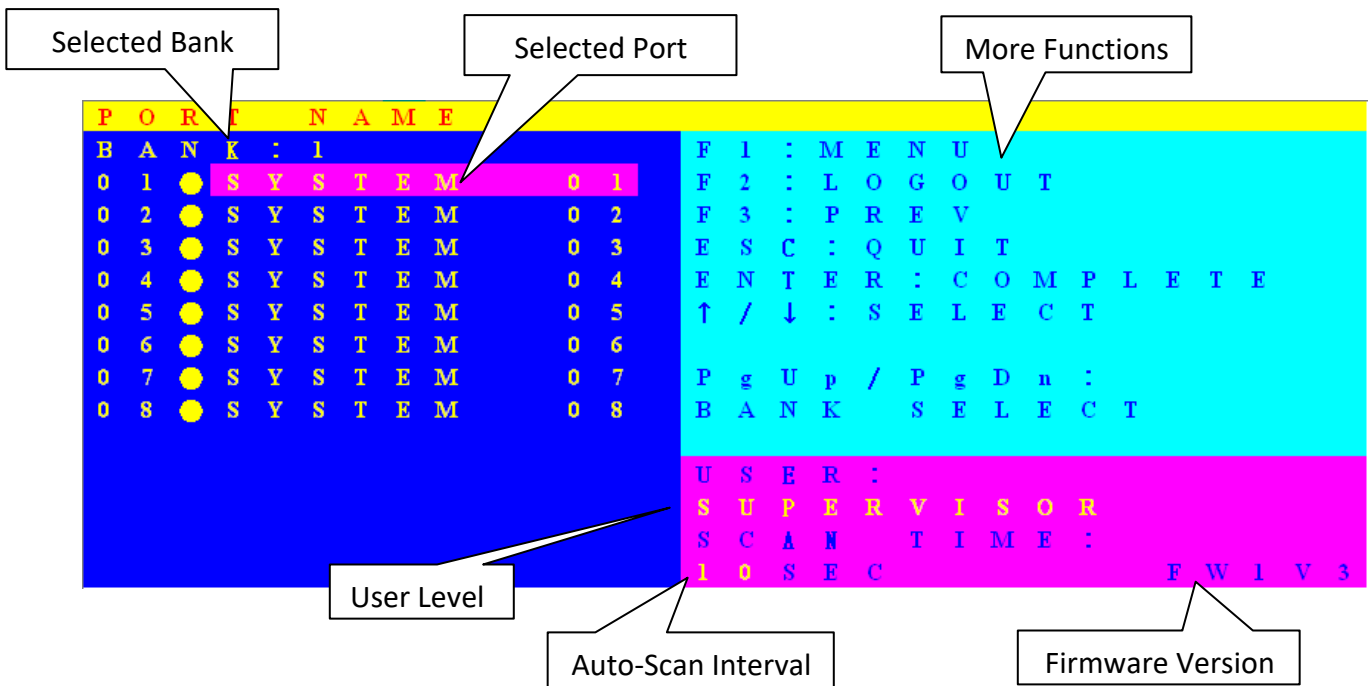 Selected Bank
Selected Port
More Functions
PORT NAME
BANK:1
01●SYSTEM 01
02●SYSTEM 02
03●SYSTEM 03
04●SYSTEM 04
05●SYSTEM 05
06●SYSTEM 06
07●SYSTEM 07
08●SYSTEM 08
F1:MENU
F2:LOGOUT
F3:PREV
ESC:QUIT
ENTER:COMPLETE
↑/↓:SELECT
PgUp/PgDn:
BANK SELECT
USER:
SUPERVISOR
SCAN TIME:
10SEC FW1V3
User Level
Auto-Scan Interval
Firmware Version